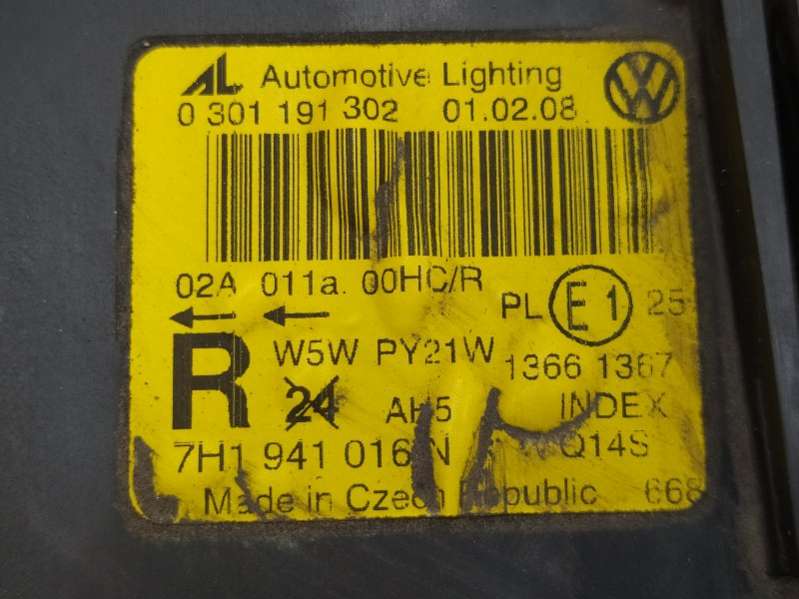 AL Automotive Lighting
0 301 191 302 01.02.08
02A 011a. 00HC/R
PL E1 25
R W5W PY21W
1366 1367
24 AH5 INDEX
7H1 941 016 N Q14S
Made in Czech Republic 668